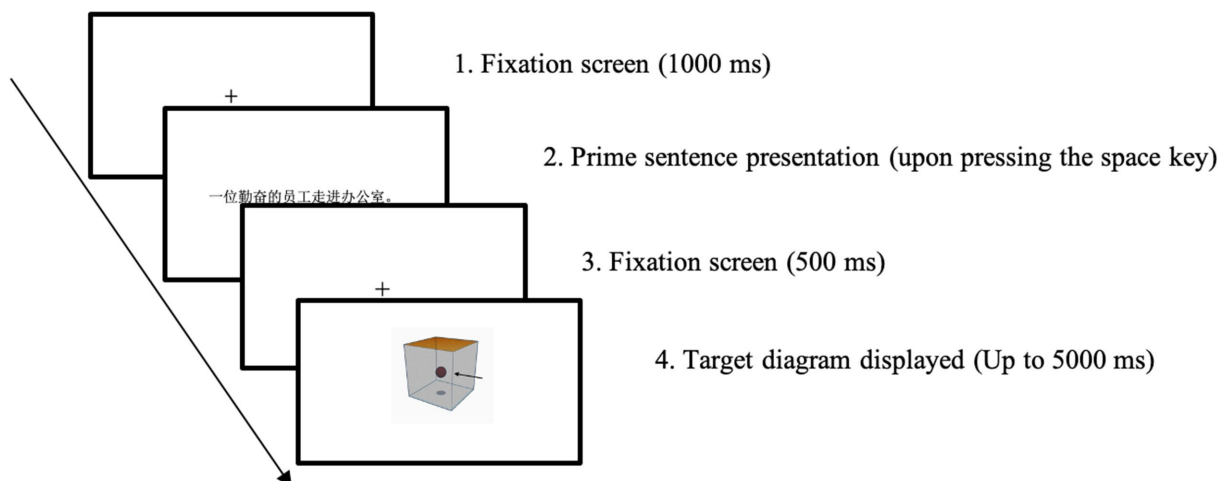 1. Fixation screen (1000 ms)
+
2. Prime sentence presentation (upon pressing the space key)
一位勤奋的员工走进办公室。
3. Fixation screen (500 ms)
+
4. Target diagram displayed (Up to 5000 ms)